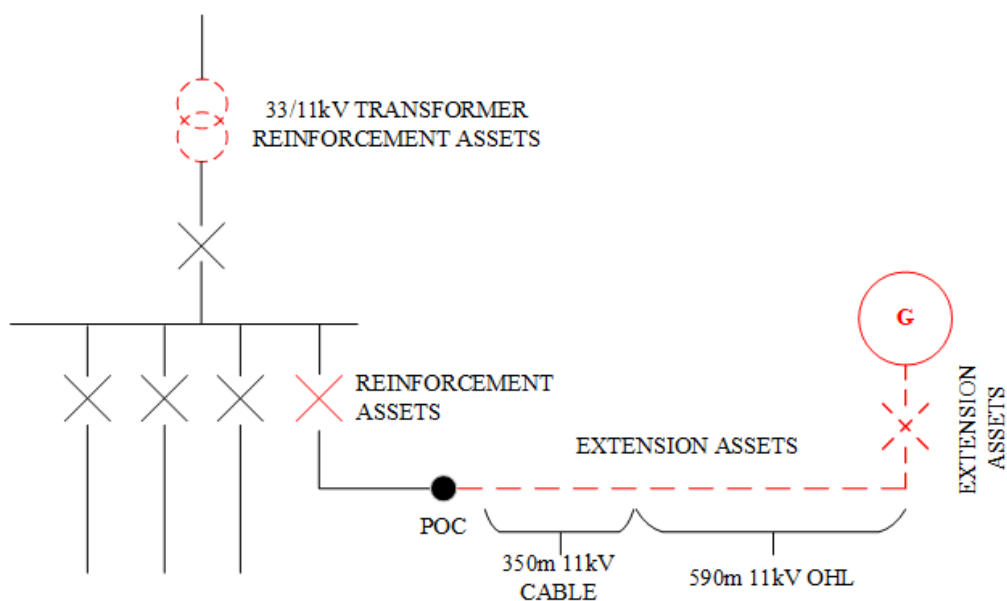 33/11kV TRANSFORMER
REINFORCEMENT ASSETS
G
REINFORCEMENT
ASSETS
EXTENSION ASSETS
EXTENSION
ASSETS
POC
350m 11kV
CABLE
590m 11kV OHL